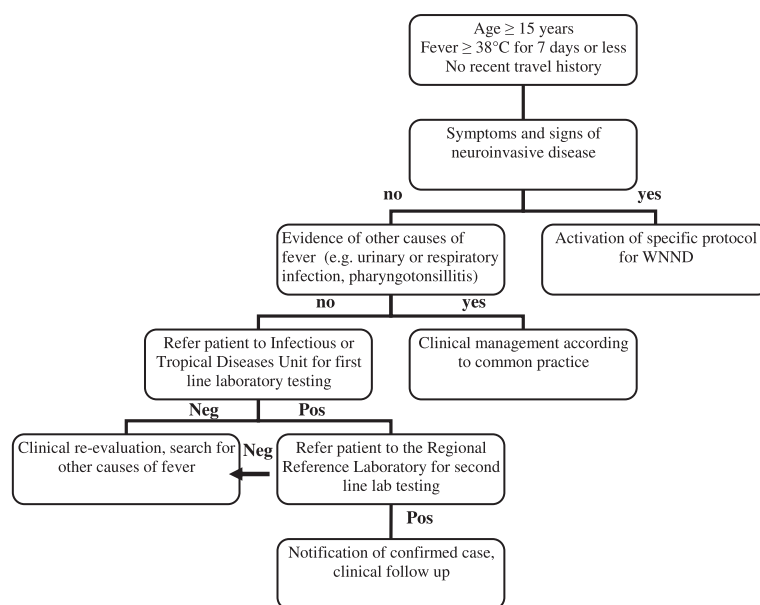 Age ≥ 15 years
Fever ≥ 38°C for 7 days or less
No recent travel history
Symptoms and signs of
neuroinvasive disease
no
yes
Evidence of other causes of
fever (e.g. urinary or respiratory
infection, pharyngotonsillitis)
Activation of specific protocol
for WNND
no
yes
Refer patient to Infectious or
Tropical Diseases Unit for first
line laboratory testing
Clinical management according
to common practice
Neg
Pos
Clinical re-evaluation, search for
other causes of fever
Neg
Refer patient to the Regional
Reference Laboratory for second
line lab testing
Pos
Notification of confirmed case,
clinical follow up